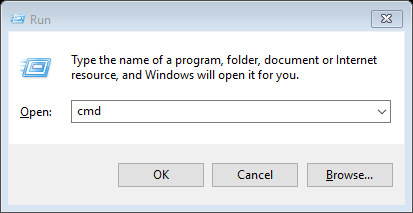 Run
Type the name of a program, folder, document or Internet
resource, and Windows will open it for you.
Open: cmd
OK Cancel Browse...